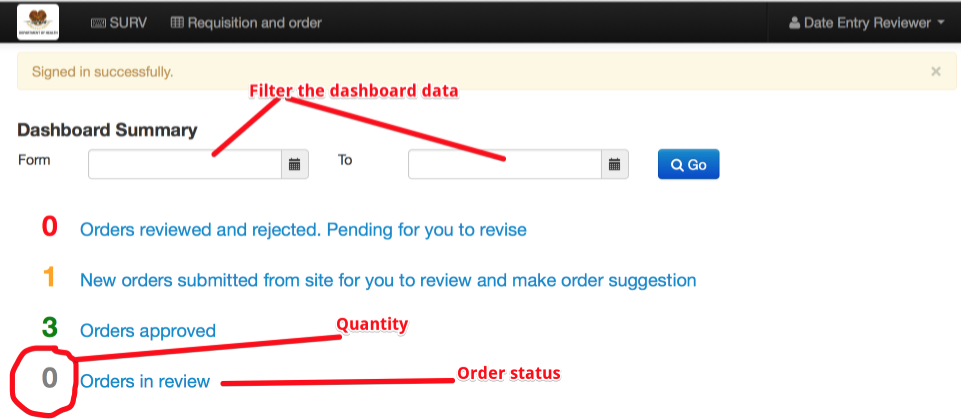 DEPARTMENT OF HEALTH
SURV Requisition and order Date Entry Reviewer
Signed in successfully. ×
Filter the dashboard data
Dashboard Summary
Form To Go
0 Orders reviewed and rejected. Pending for you to revise
1 New orders submitted from site for you to review and make order suggestion
3 Orders approved
Quantity
0 Orders in review
Order status